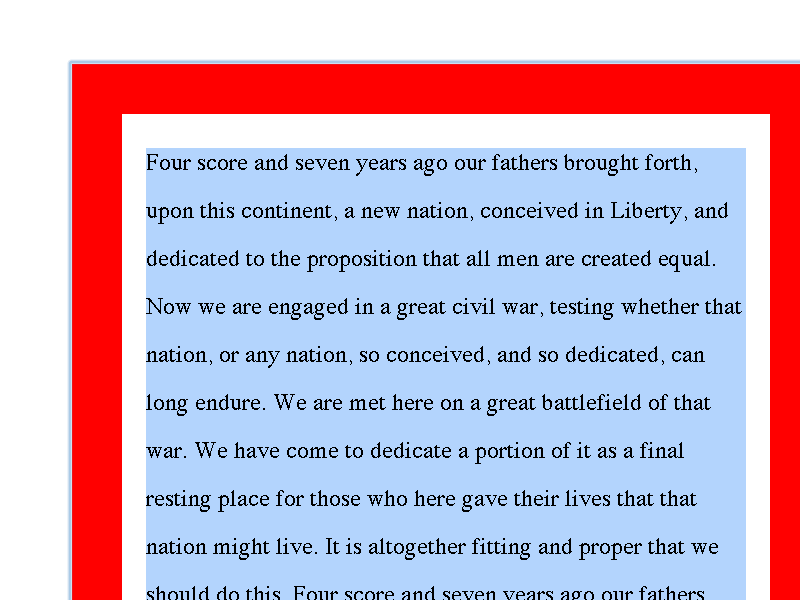 Four score and seven years ago our fathers brought forth,
upon this continent, a new nation, conceived in Liberty, and
dedicated to the proposition that all men are created equal.
Now we are engaged in a great civil war, testing whether that
nation, or any nation, so conceived, and so dedicated, can
long endure. We are met here on a great battlefield of that
war. We have come to dedicate a portion of it as a final
resting place for those who here gave their lives that that
nation might live. It is altogether fitting and proper that we
should do this. Four score and seven years ago our fathers